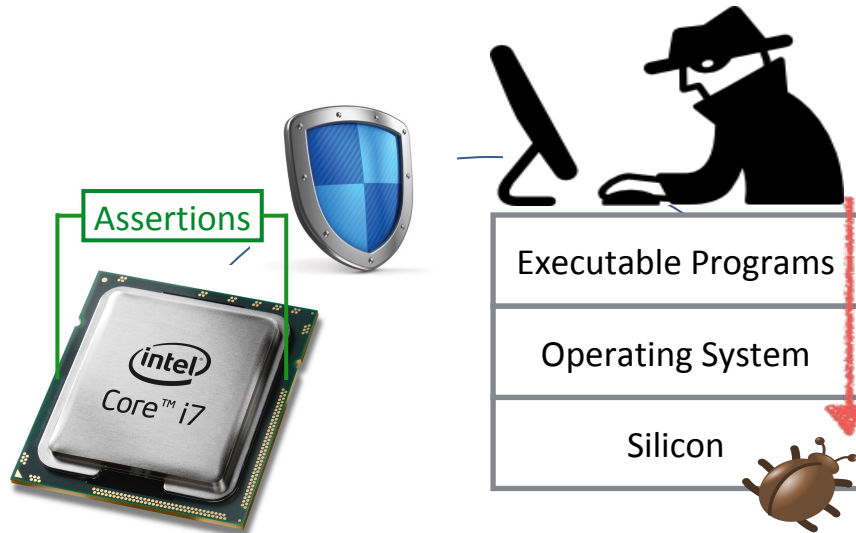 Assertions
intel
Core™ i7
Executable Programs
Operating System
Silicon